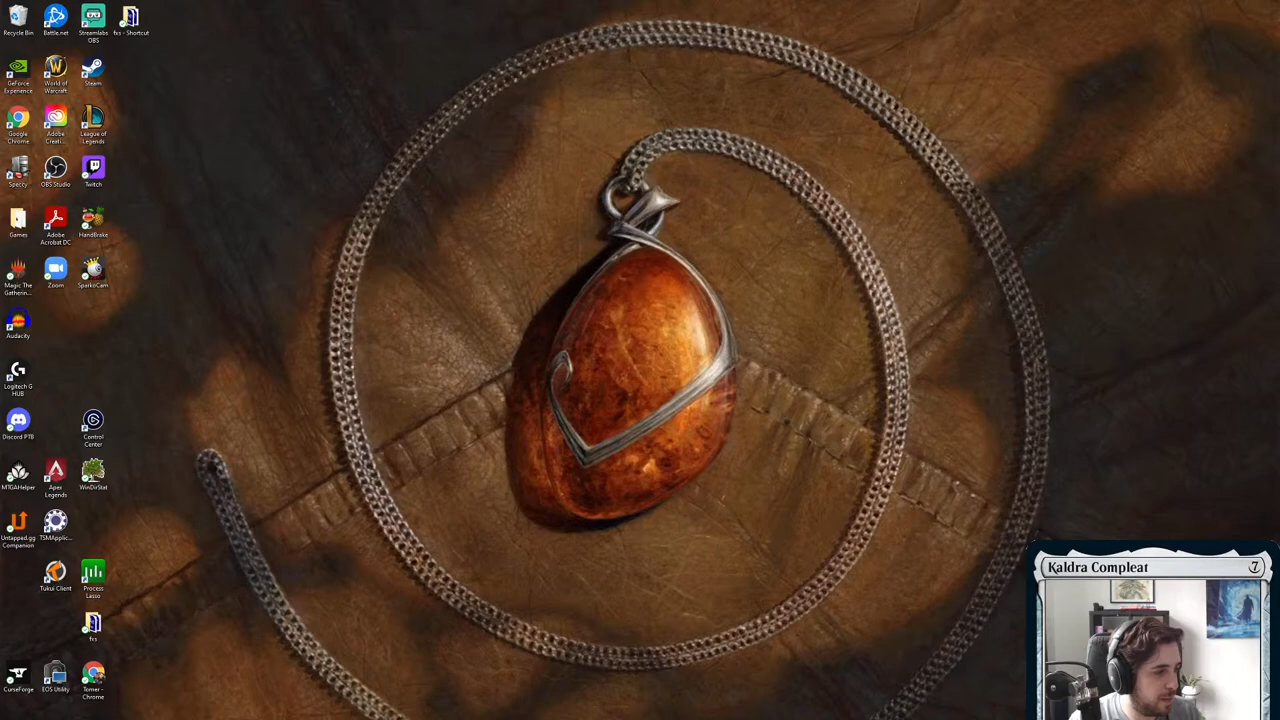 Recycle Bin
Battle.net
Streamlabs
OBS
fxs - Shortcut
GeForce
Experience
World of
Warcraft
Steam
Google
Chrome
Adobe
Creati...
League of
Legends
Speccy
OBS Studio
Twitch
Games
Adobe
Acrobat DC
HandBrake
Magic The
Gatherin...
Zoom
SparkoCam
Audacity
Logitech G
HUB
Discord PTB
Control
Center
MTGAHelper
Apex
Legends
WinDirStat
Untapped.gg
Companion
TSMApplic...
Tukui Client
Process
Lasso
fxs
CurseForge
EOS Utility
Tomer -
Chrome
Kaldra Compleat
7